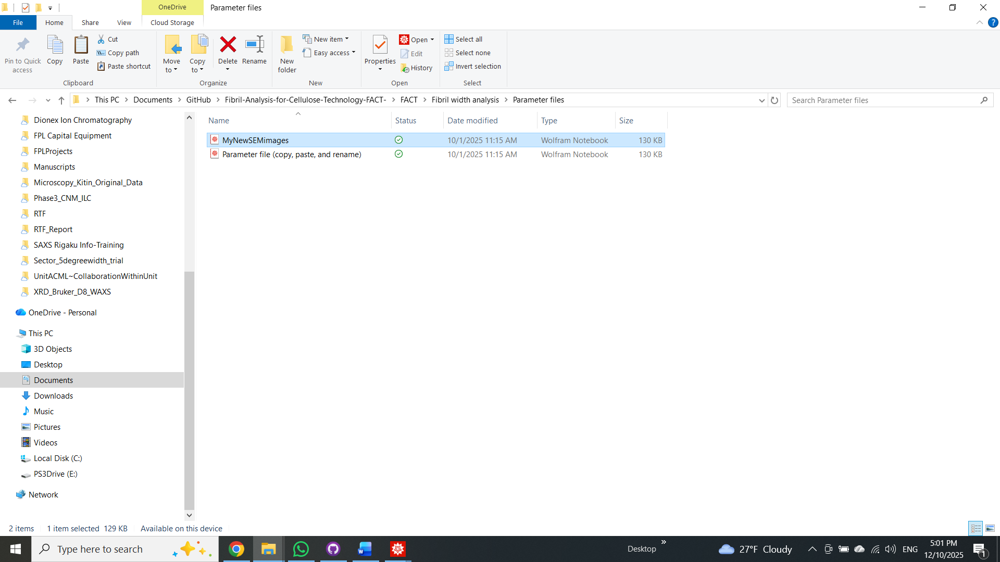 OneDrive
Parameter files
File
Home
Share
View
Cloud Storage
Pin to Quick access
Copy
Paste
Cut
Copy path
Paste shortcut
Clipboard
Move to
Copy to
Delete
Rename
Organize
New folder
New item
Easy access
New
Properties
Open
Edit
History
Open
Select all
Select none
Invert selection
Select
This PC > Documents > GitHub > Fibril-Analysis-for-Cellulose-Technology-FACT- > FACT > Fibril width analysis > Parameter files
Search Parameter files
Name Status Date modified Type Size
MyNewSEMimages 10/1/2025 11:15 AM Wolfram Notebook 130 KB
Parameter file (copy, paste, and rename) 10/1/2025 11:15 AM Wolfram Notebook 130 KB
Dionex Ion Chromatography
FPL Capital Equipment
FPLProjects
Manuscripts
Microscopy_Kitin_Original_Data
Phase3_CNM_ILC
RTF
RTF_Report
SAXS Rigaku Info-Training
Sector_5degreewidth_trial
UnitACML~CollaborationWithinUnit
XRD_Bruker_D8_WAXS
OneDrive - Personal
This PC
3D Objects
Desktop
Documents
Downloads
Music
Pictures
Videos
Local Disk (C:)
PS3Drive (E:)
Network
2 items 1 item selected 129 KB Available on this device
Type here to search
Desktop
27°F Cloudy
ENG
5:01 PM
12/10/2025
1